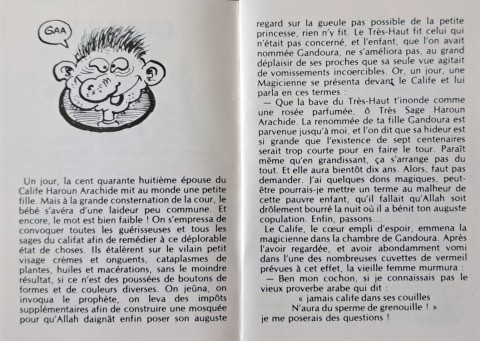 GAA
Un jour, la cent quarante huitième épouse du
Calife Haroun Arachide mit au monde une petite
fille. Mais à la grande consternation de la cour, le
bébé s'avéra d'une laideur peu commune. Et
encore, le mot est bien faible ! On s'empressa de
convoquer toutes les guérisseuses et tous les
sages du califat afin de remédier à ce déplorable
état de choses. Ils étalèrent sur le vilain petit
visage crèmes et onguents, cataplasmes de
plantes, huiles et macérations, sans le moindre
résultat, si ce n'est des poussées de boutons de
formes et de couleurs diverses. On jeûna, on
invoqua le prophète, on leva des impôts
supplémentaires afin de construire une mosquée
pour qu'Allah daignât enfin poser son auguste
regard sur la gueule pas possible de la petite
princesse, rien n'y fit. Le Très-Haut fit celui qui
n'était pas concerné, et l'enfant, que l'on avait
nommée Gandoura, ne s'améliora pas, au grand
déplaisir de ses proches que sa seule vue agitait
de vomissements incoercibles. Or, un jour, une
Magicienne se présenta devant le Calife et lui
parla en ces termes :
— Que la bave du Très-Haut t'inonde comme
une rosée parfumée, ô Très Sage Haroun
Arachide. La renommée de ta fille Gandoura est
parvenue jusqu'à moi, et l'on dit que sa hideur est
si grande que l'existence de sept centenaires
serait trop courte pour en faire le tour. Paraît
même qu'en grandissant, ça s'arrange pas du
tout. Et elle aura bientôt dix ans. Alors, faut pas
demander. J'ai quelques dons magiques, peut-
être pourrais-je mettre un terme au malheur de
cette pauvre enfant, qu'il fallait qu'Allah soit
drôlement bourré la nuit où il a bénit ton auguste
copulation. Enfin, passons...
Le Calife, le cœur empli d'espoir, emmena la
magicienne dans la chambre de Gandoura. Après
l'avoir regardée, et avoir abondamment vomi
dans l'une des nombreuses cuvettes de vermeil
prévues à cet effet, la vieille femme murmura :
— Ben mon cochon, si je connaissais pas le
vieux proverbe arabe qui dit :
« jamais calife dans ses couilles
N'aura du sperme de grenouille ! »
je me poserais des questions !